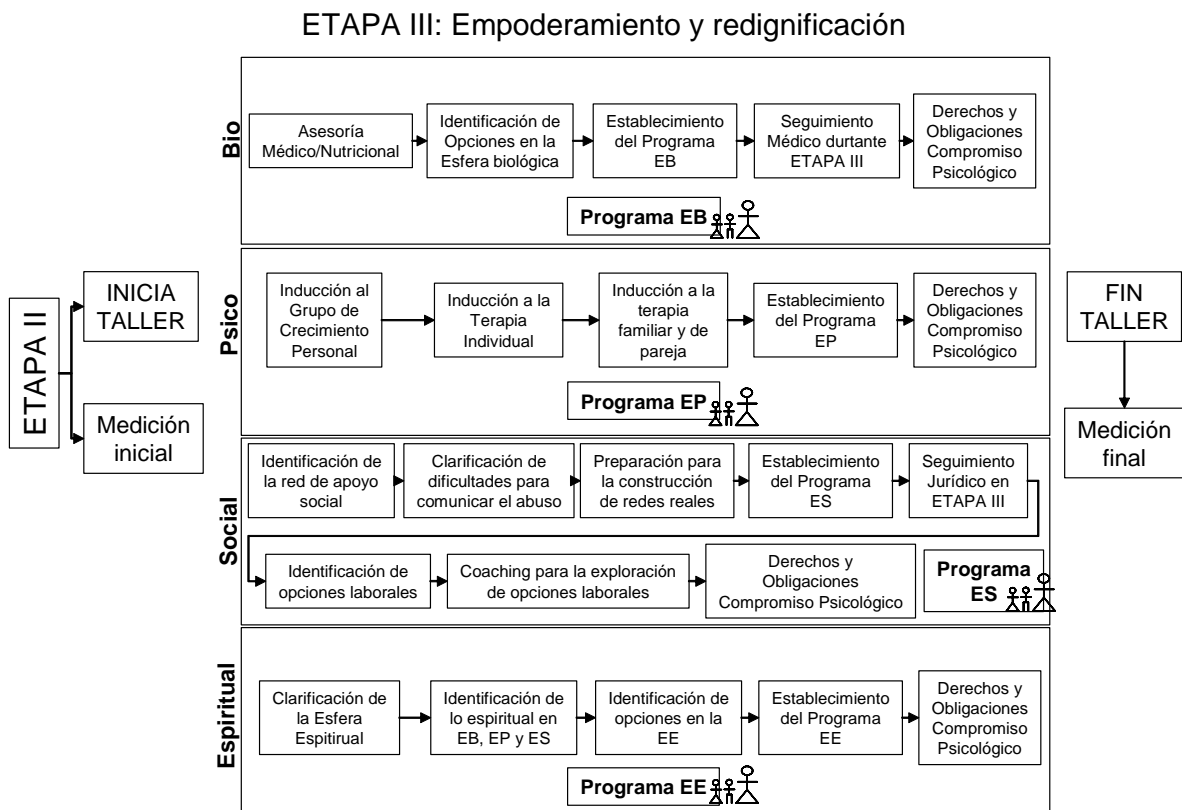 ETAPA III: Empoderamiento y redignificación
ETAPA II
INICIA
TALLER
Medición
inicial
Bio
Asesoría
Médico/Nutricional
Identificación de
Opciones en la
Esfera biológica
Establecimiento
del Programa
EB
Seguimiento
Médico durtante
ETAPA III
Derechos y
Obligaciones
Compromiso
Psicológico
Programa EB
Psico
Inducción al
Grupo de
Crecimiento
Personal
Inducción a la
Terapia
Individual
Inducción a la
terapia
familiar y de
pareja
Establecimiento
del Programa
EP
Derechos y
Obligaciones
Compromiso
Psicológico
Programa EP
Social
Identificación de
la red de apoyo
social
Clarificación de
dificultades para
comunicar el abuso
Preparación para
la construcción
de redes reales
Establecimiento
del Programa
ES
Seguimiento
Jurídico en
ETAPA III
Identificación de
opciones laborales
Coaching para la exploración
de opciones laborales
Derechos y
Obligaciones
Compromiso Psicológico
Programa
ES
Espiritual
Clarificación de
la Esfera
Espitirual
Identificación de
lo espiritual en
EB, EP y ES
Identificación de
opciones en la
EE
Establecimiento
del Programa
EE
Derechos y
Obligaciones
Compromiso
Psicológico
Programa EE
FIN
TALLER
Medición
final